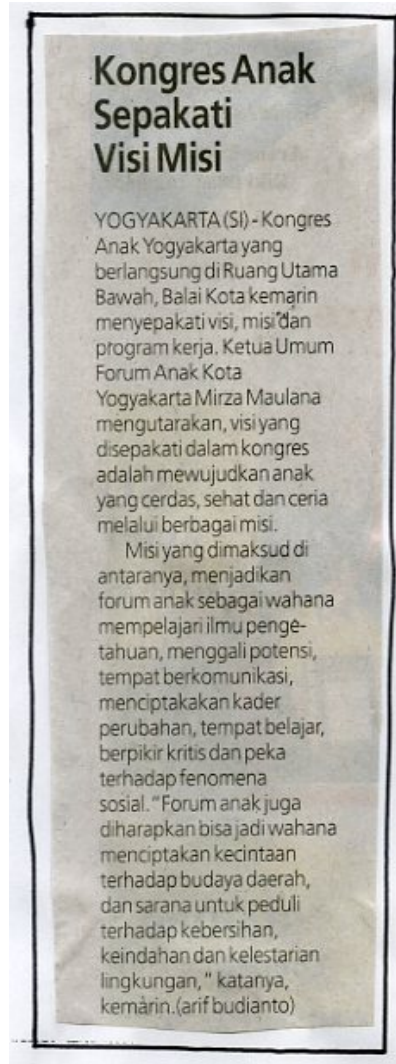 Kongres Anak
Sepakati
Visi Misi
YOGYAKARTA (SI) - Kongres
Anak Yogyakarta yang
berlangsung di Ruang Utama
Bawah, Balai Kota kemarin
menyepakati visi, misi dan
program kerja. Ketua Umum
Forum Anak Kota
Yogyakarta Mirza Maulana
mengutarakan, visi yang
disepakati dalam kongres
adalah mewujudkan anak
yang cerdas, sehat dan ceria
melalui berbagai misi.
Misi yang dimaksud di
antaranya, menjadikan
forum anak sebagai wahana
mempelajari ilmu penge-
tahuan, menggali potensi,
tempat berkomunikasi,
menciptakakan kader
perubahan, tempat belajar,
berpikir kritis dan peka
terhadap fenomena
sosial. "Forum anak juga
diharapkan bisa jadi wahana
menciptakan kecintaan
terhadap budaya daerah,
dan sarana untuk peduli
terhadap kebersihan,
keindahan dan kelestarian
lingkungan, " katanya,
kemarin.(arif budianto)